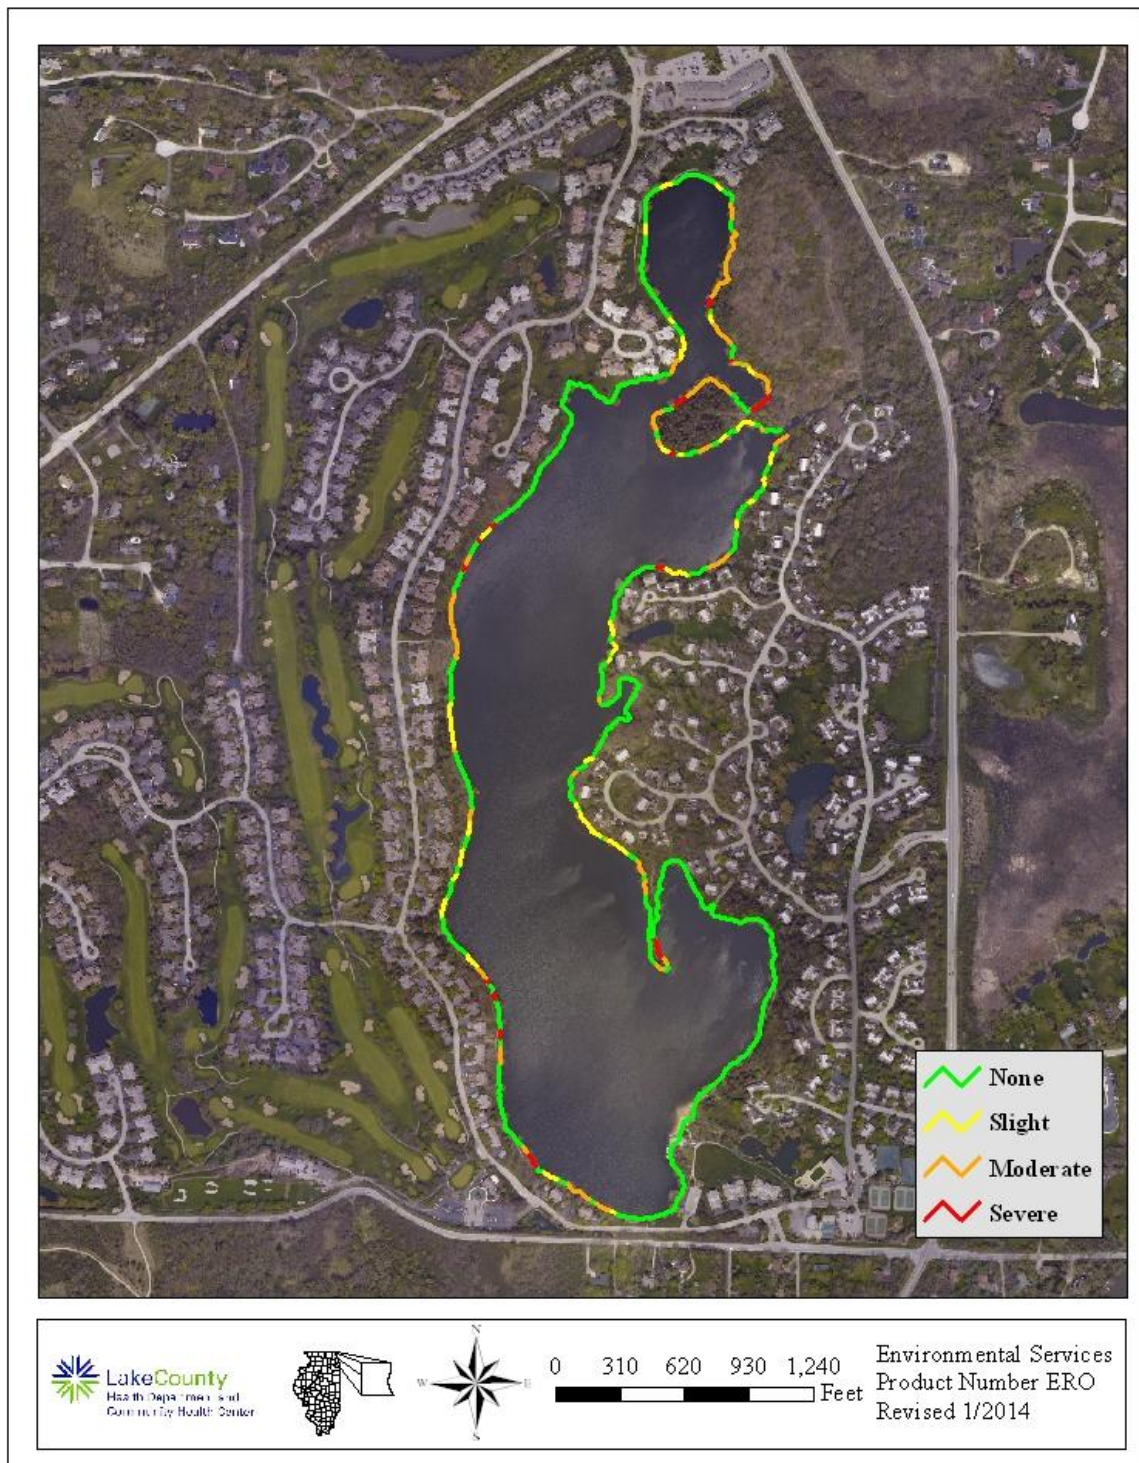 None
Slight
Moderate
Severe
LakeCounty
Health Department and
Community Health Center
N
W
E
S
0 310 620 930 1,240
Feet
Environmental Services
Product Number ERO
Revised 1/2014